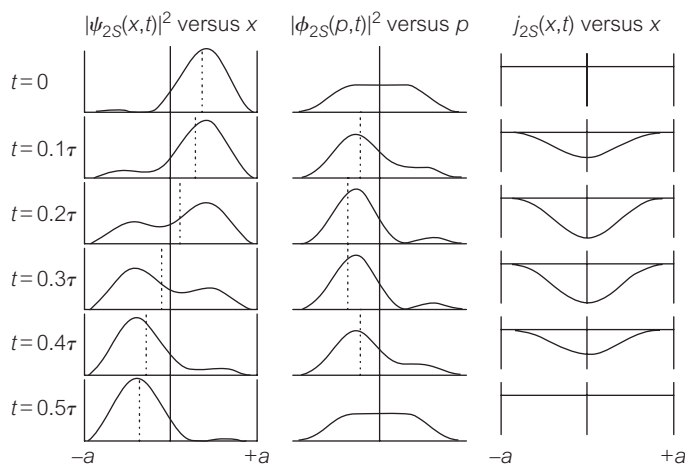 |ψ₂S(x,t)|² versus x |ϕ₂S(p,t)|² versus p j₂S(x,t) versus x
t=0
t=0.1τ
t=0.2τ
t=0.3τ
t=0.4τ
t=0.5τ
–a +a –a +a